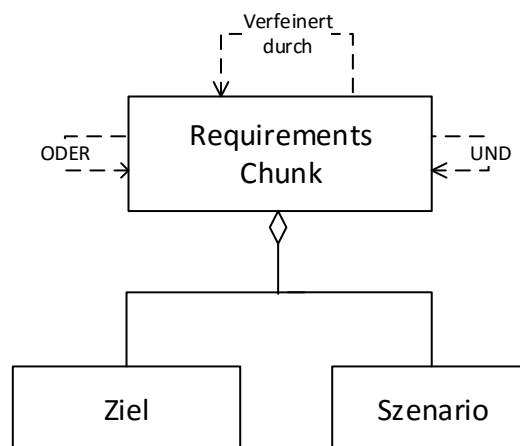 Verfeinert
durch
Requirements
Chunk
ODER
UND
Ziel
Szenario